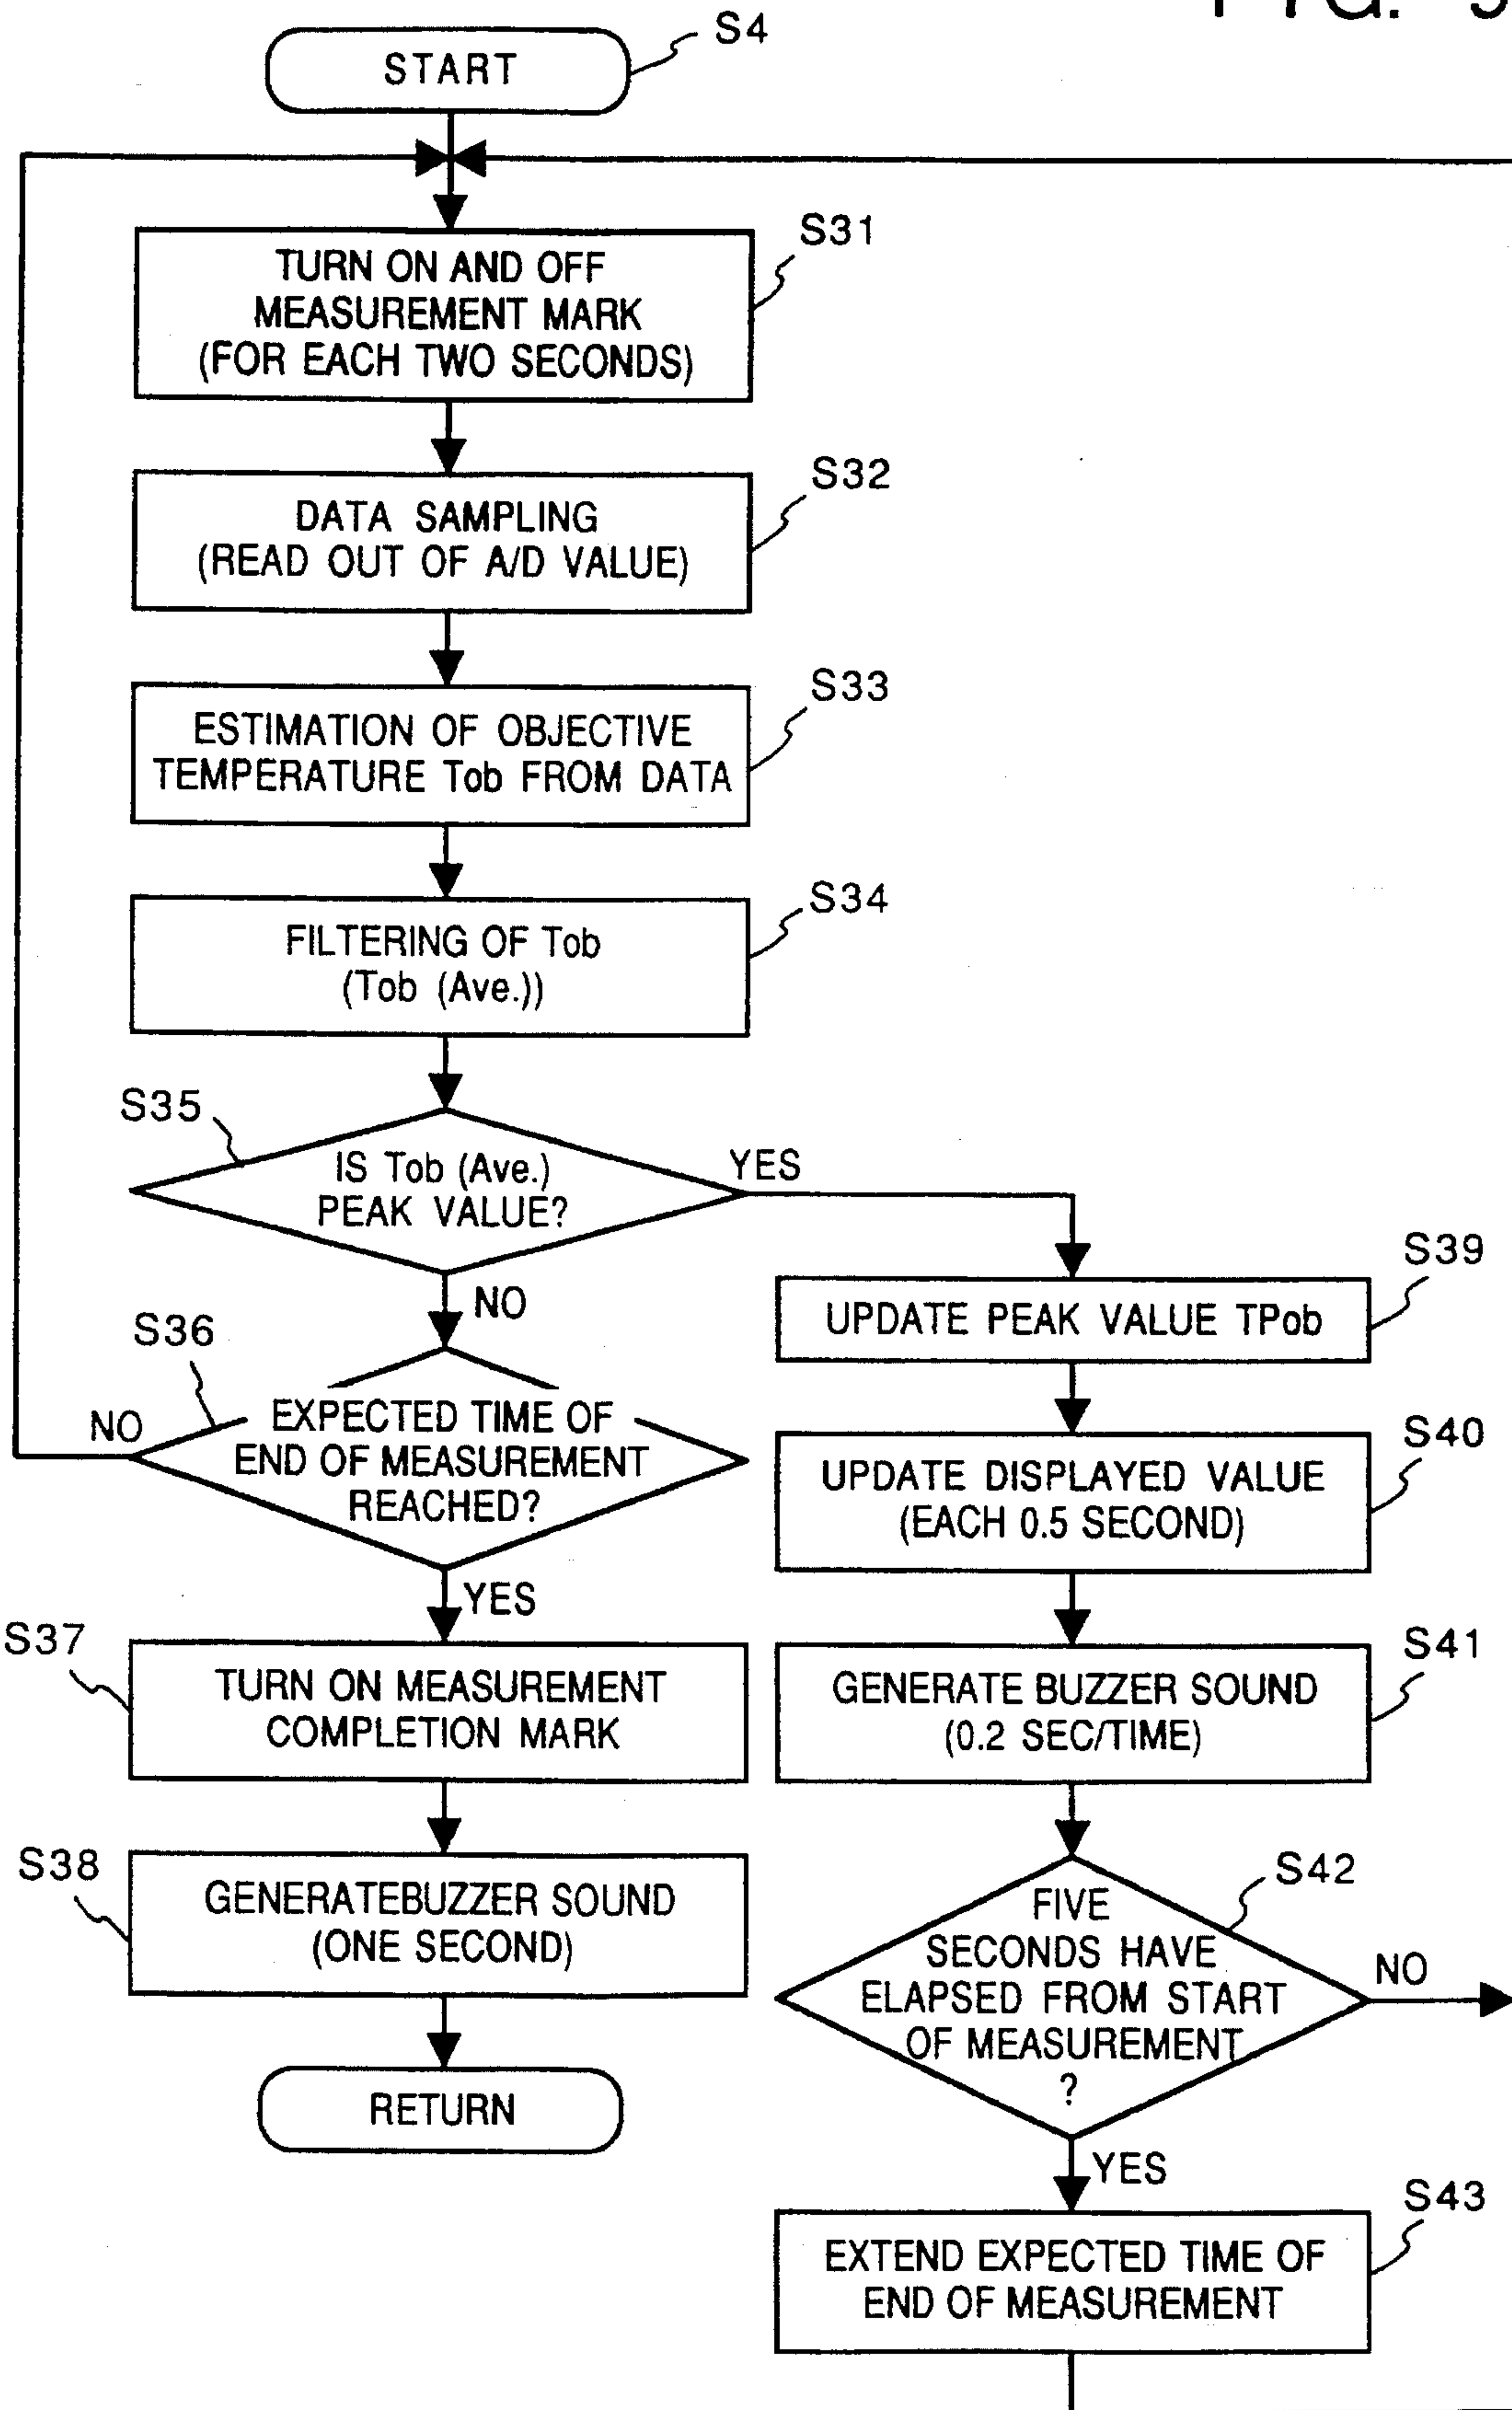 FIG. 9
START
S4
S31
TURN ON AND OFF
MEASUREMENT MARK
(FOR EACH TWO SECONDS)
S32
DATA SAMPLING
(READ OUT OF A/D VALUE)
S33
ESTIMATION OF OBJECTIVE
TEMPERATURE Tob FROM DATA
S34
FILTERING OF Tob
(Tob (Ave.))
S35
IS Tob (Ave.)
PEAK VALUE?
YES
NO
S36
NO
EXPECTED TIME OF
END OF MEASUREMENT
REACHED?
YES
S37
TURN ON MEASUREMENT
COMPLETION MARK
S38
GENERATEBUZZER SOUND
(ONE SECOND)
RETURN
S39
UPDATE PEAK VALUE TPob
S40
UPDATE DISPLAYED VALUE
(EACH 0.5 SECOND)
S41
GENERATE BUZZER SOUND
(0.2 SEC/TIME)
S42
FIVE
SECONDS HAVE
ELAPSED FROM START
OF MEASUREMENT
?
NO
YES
S43
EXTEND EXPECTED TIME OF
END OF MEASUREMENT